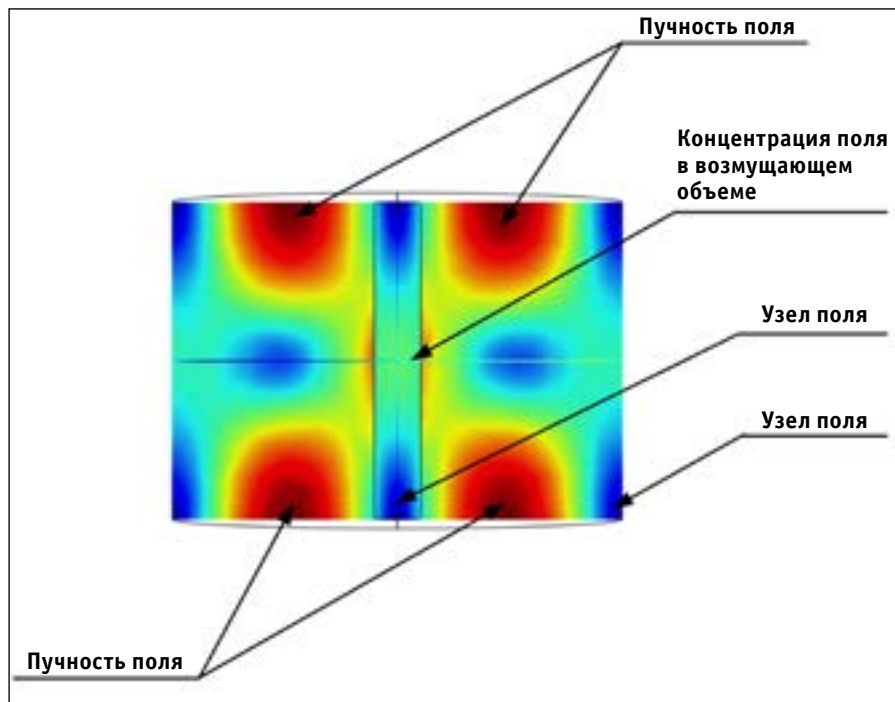 Пучность поля
Концентрация поля
в возмущающем
объеме
Узел поля
Узел поля
Пучность поля